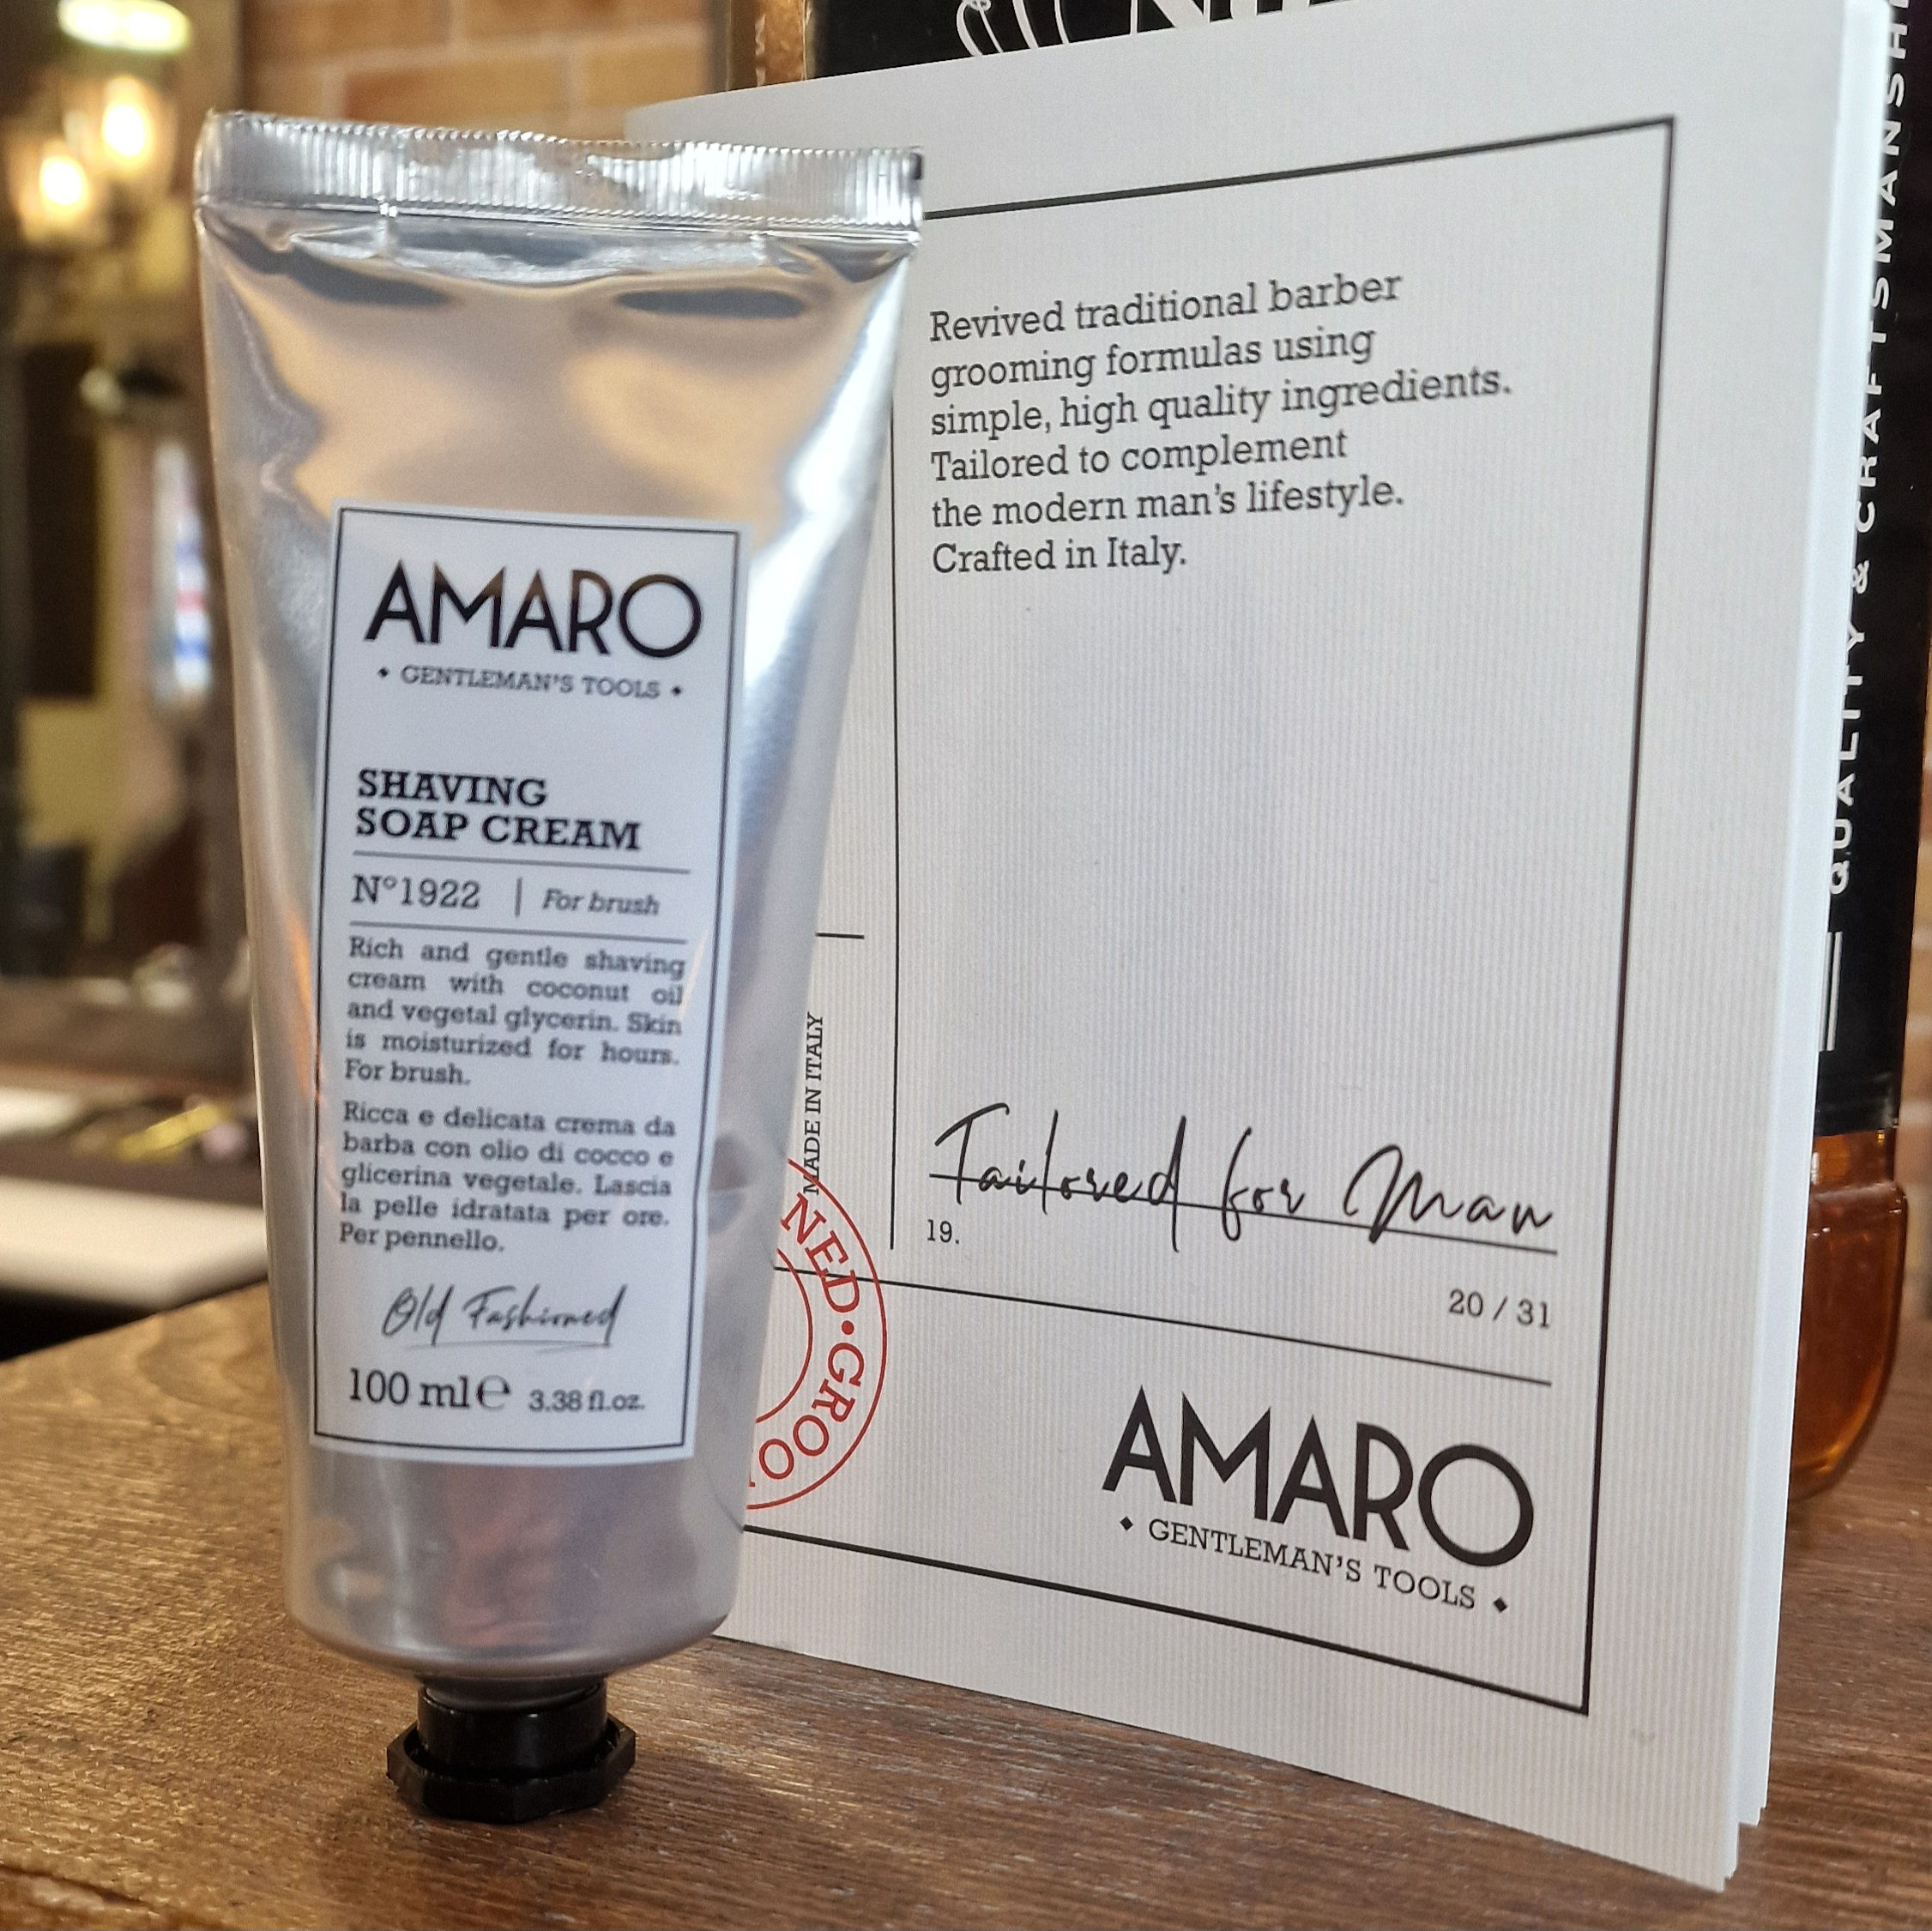 AMARO
• GENTLEMAN'S TOOLS •
SHAVING
SOAP CREAM
N°1922 | For brush
Rich and gentle shaving
cream with coconut oil
and vegetal glycerin. Skin
is moisturized for hours.
For brush.
Ricca e delicata crema da
barba con olio di cocco e
glicerina vegetale. Lascia
la pelle idratata per ore.
Per pennello.
Old Fashioned
100 ml ℮ 3.38 fl.oz.
Revived traditional barber
grooming formulas using
simple, high quality ingredients.
Tailored to complement
the modern man's lifestyle.
Crafted in Italy.
MADE IN ITALY
Tailored for Man
19.
20 / 31
AMARO
• GENTLEMAN'S TOOLS •
QUALITY & CRAFTSMANSHI